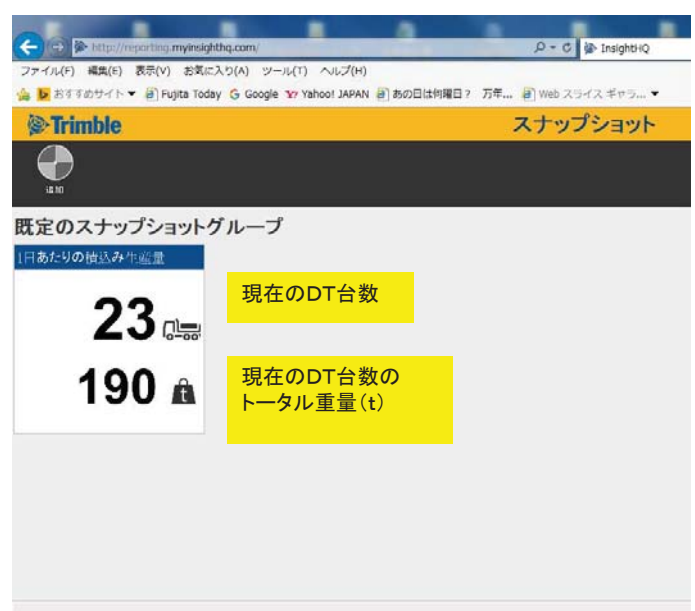 http://reporting.myinsighthq.com/
InsightHQ
ファイル(F) 編集(E) 表示(V) お気に入り(A) ツール(T) ヘルプ(H)
おすすめサイト Fujita Today Google Yahoo! JAPAN あの日は何曜日? 万年... Web スライス ギャラ...
Trimble
スナップショット
追加
既定のスナップショットグループ
1日あたりの積込み生産量
23
現在のDT台数
190
t
現在のDT台数の
トータル重量(t)